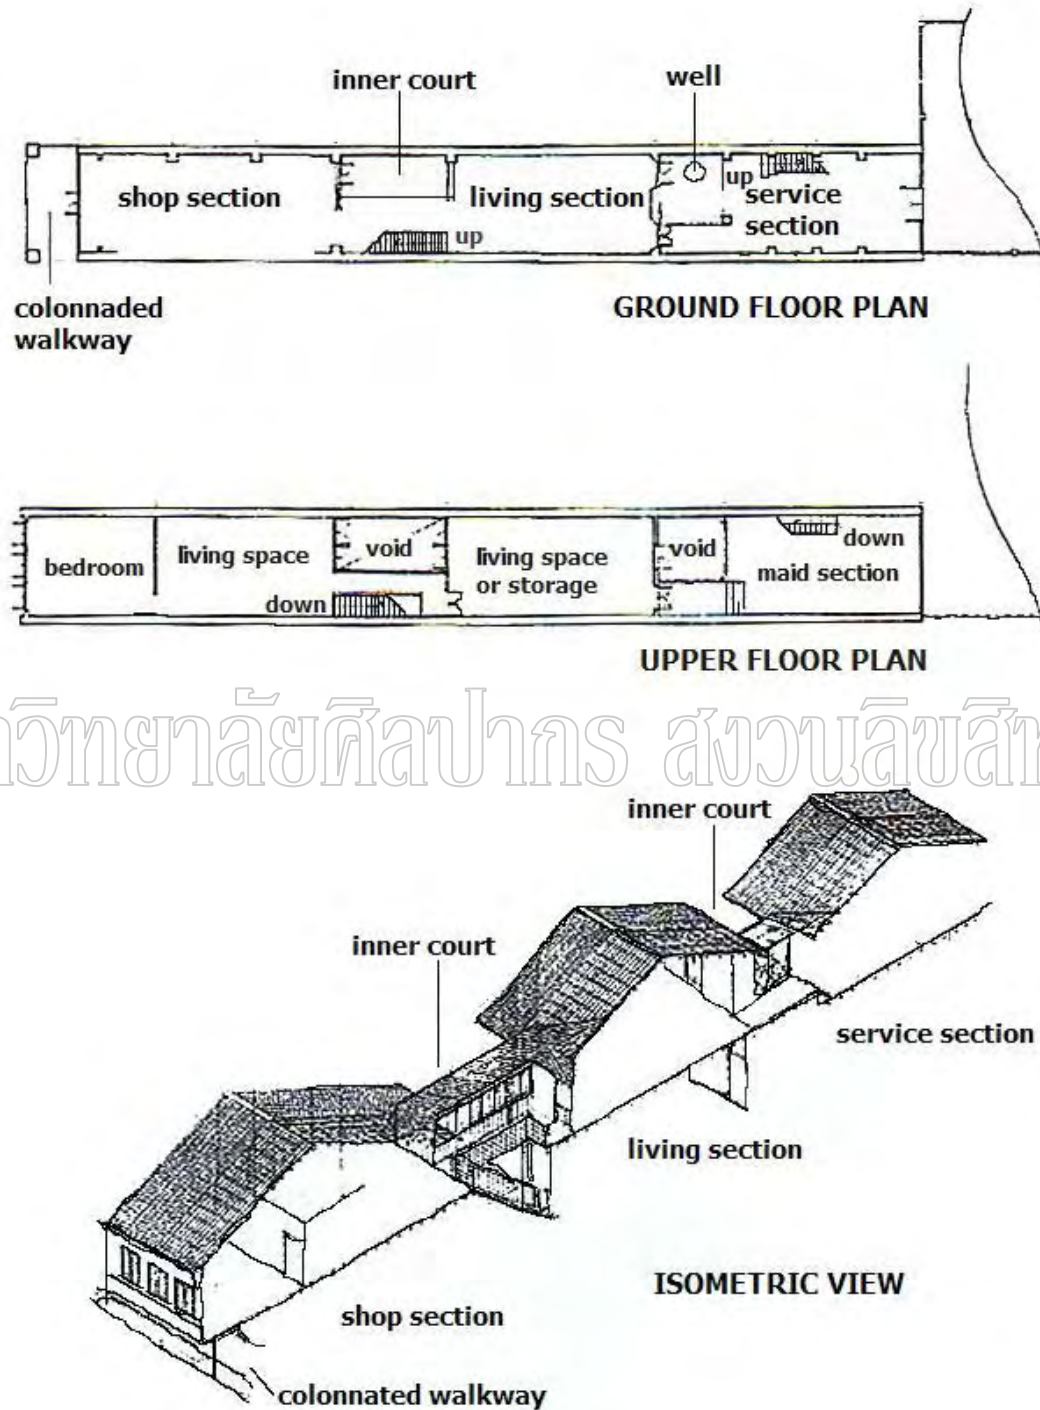 inner court
well
shop section
living section
up
service
section
up
colonnaded
walkway
GROUND FLOOR PLAN
bedroom
living space
void
living space
or storage
void
down
maid section
down
UPPER FLOOR PLAN
วิทยาลัยศิลปากร สงวนลิขสิท
inner court
inner court
service section
living section
ISOMETRIC VIEW
shop section
colonnated walkway